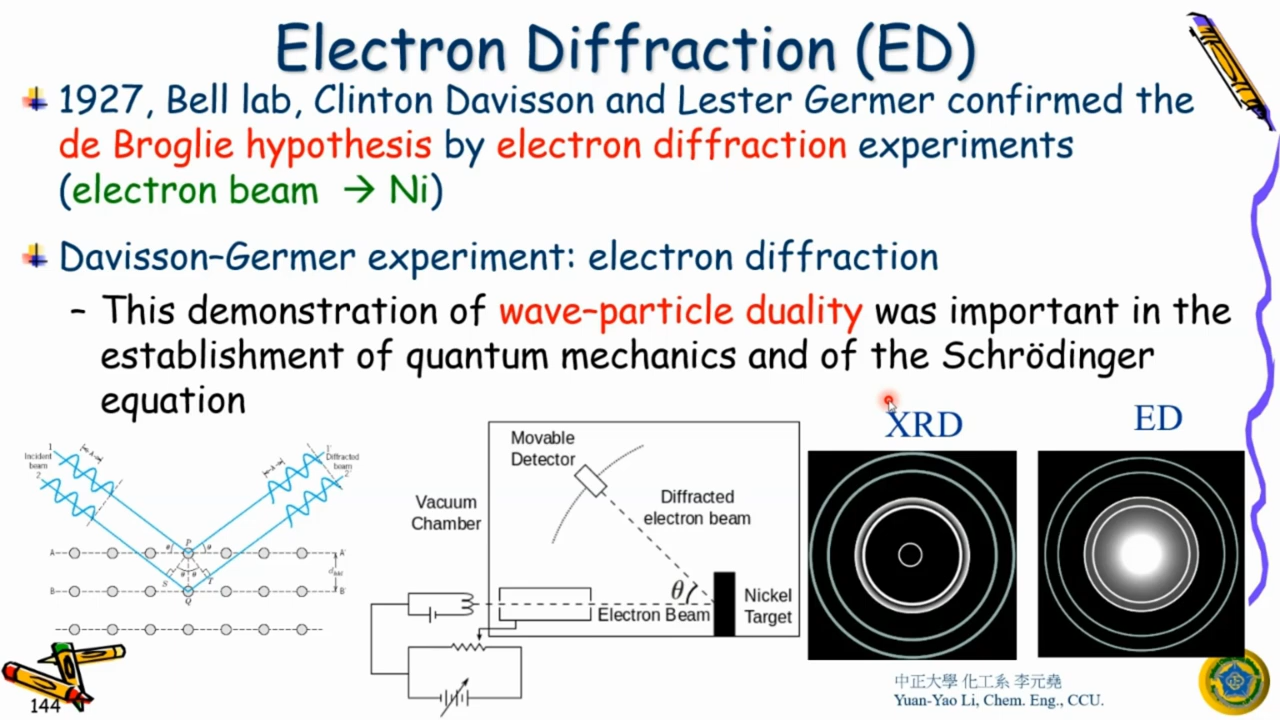 Electron Diffraction (ED)
1927, Bell lab, Clinton Davisson and Lester Germer confirmed the
de Broglie hypothesis by electron diffraction experiments
(electron beam → Ni)
Davisson–Germer experiment: electron diffraction
– This demonstration of wave–particle duality was important in the
establishment of quantum mechanics and of the Schrödinger
equation
1
Incident
beam
2
λ
λ
1'
Diffracted
beam
2'
A
P
θ
θ
A'
B
S
θ
θ
T
B'
Q
Movable
Detector
Vacuum
Chamber
Diffracted
electron beam
θ
Electron Beam
Nickel
Target
XRD
ED
中正大學 化工系 李元堯
Yuan-Yao Li, Chem. Eng., CCU.
144